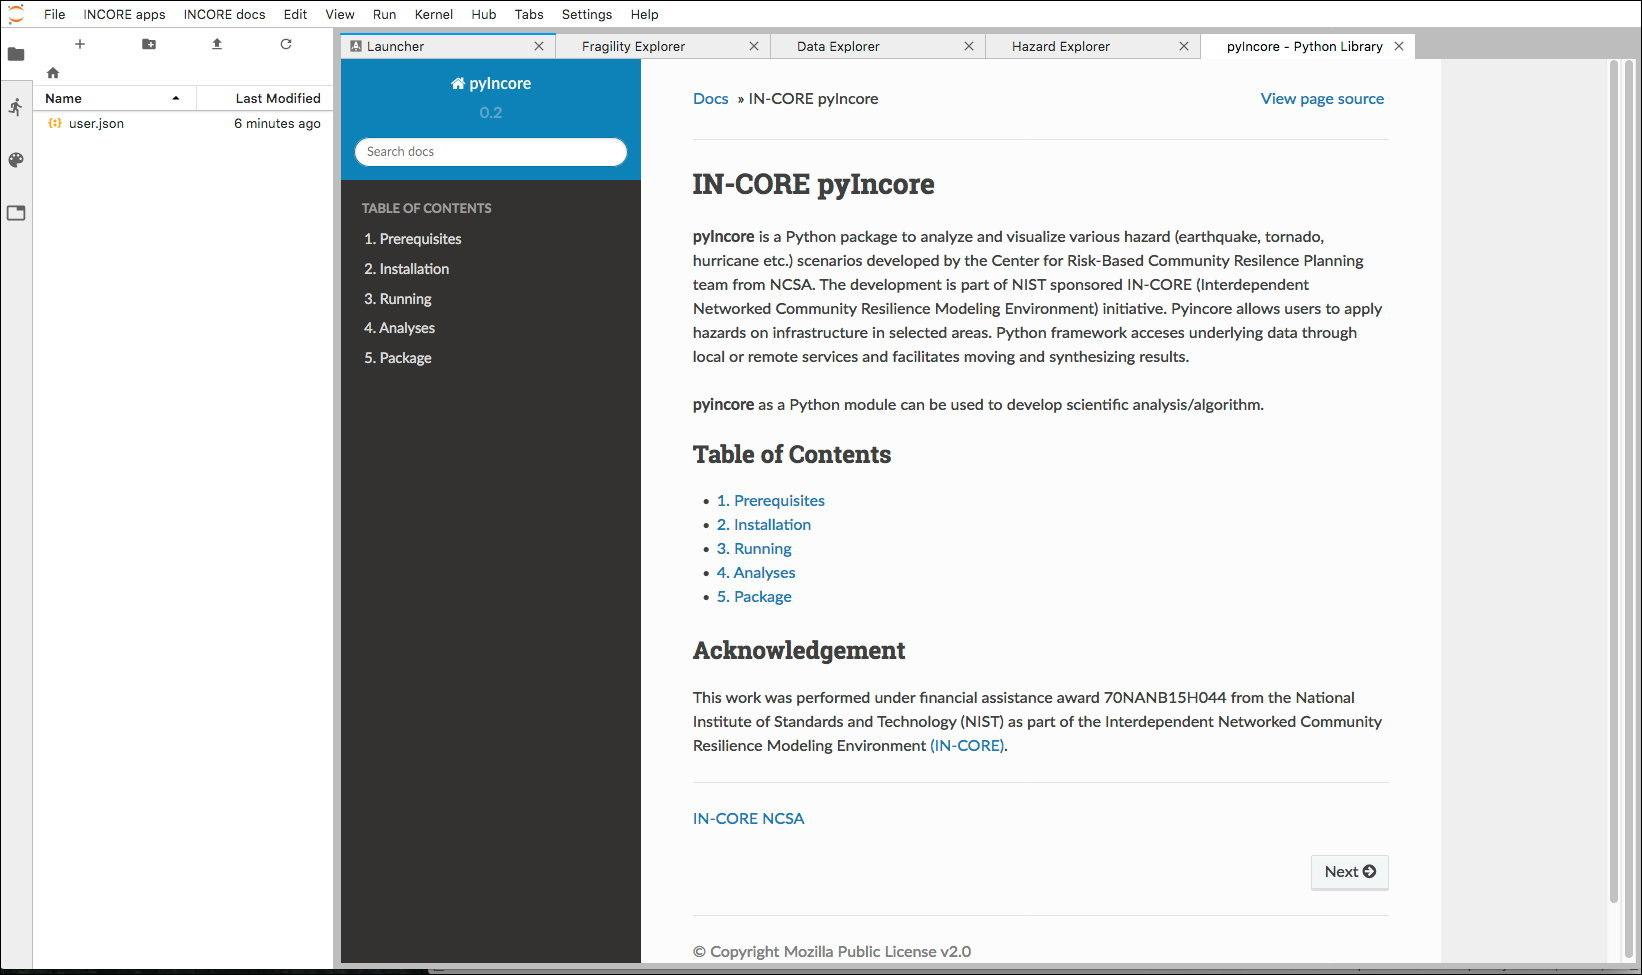 File INCORE apps INCORE docs Edit View Run Kernel Hub Tabs Settings Help
Launcher Fragility Explorer Data Explorer Hazard Explorer pyIncore - Python Library
Name Last Modified
user.json 6 minutes ago
pyIncore
0.2
Search docs
TABLE OF CONTENTS
1. Prerequisites
2. Installation
3. Running
4. Analyses
5. Package
Docs » IN-CORE pyIncore View page source
IN-CORE pyIncore
pyIncore is a Python package to analyze and visualize various hazard (earthquake, tornado,
hurricane etc.) scenarios developed by the Center for Risk-Based Community Resilence Planning
team from NCSA. The development is part of NIST sponsored IN-CORE (Interdependent
Networked Community Resilience Modeling Environment) initiative. Pyincore allows users to apply
hazards on infrastructure in selected areas. Python framework acceses underlying data through
local or remote services and facilitates moving and synthesizing results.
pyincore as a Python module can be used to develop scientific analysis/algorithm.
Table of Contents
• 1. Prerequisites
• 2. Installation
• 3. Running
• 4. Analyses
• 5. Package
Acknowledgement
This work was performed under financial assistance award 70NANB15H044 from the National
Institute of Standards and Technology (NIST) as part of the Interdependent Networked Community
Resilience Modeling Environment (IN-CORE).
IN-CORE NCSA
Next
© Copyright Mozilla Public License v2.0